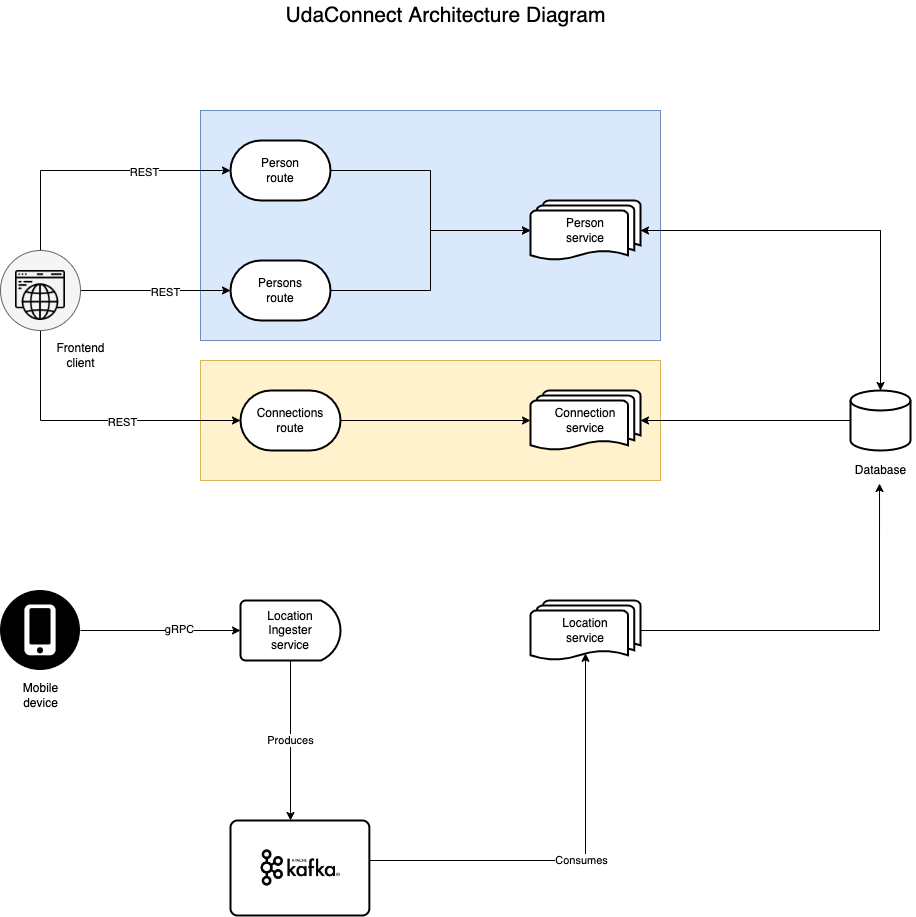 UdaConnect Architecture Diagram
Person
route
REST
Person
service
Persons
route
REST
Frontend
client
Connections
route
REST
Connection
service
Database
Location
Ingester
service
gRPC
Location
service
Mobile
device
Produces
APACHE
kafka
Consumes